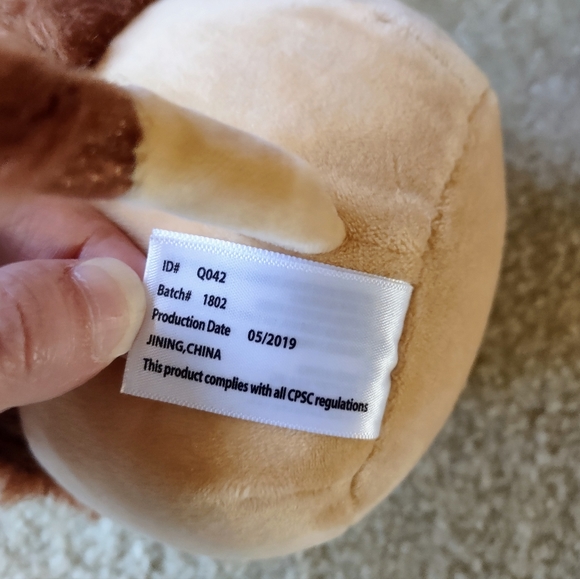 ID# Q042
Batch# 1802
Production Date 05/2019
JINING,CHINA
This product complies with all CPSC regulations